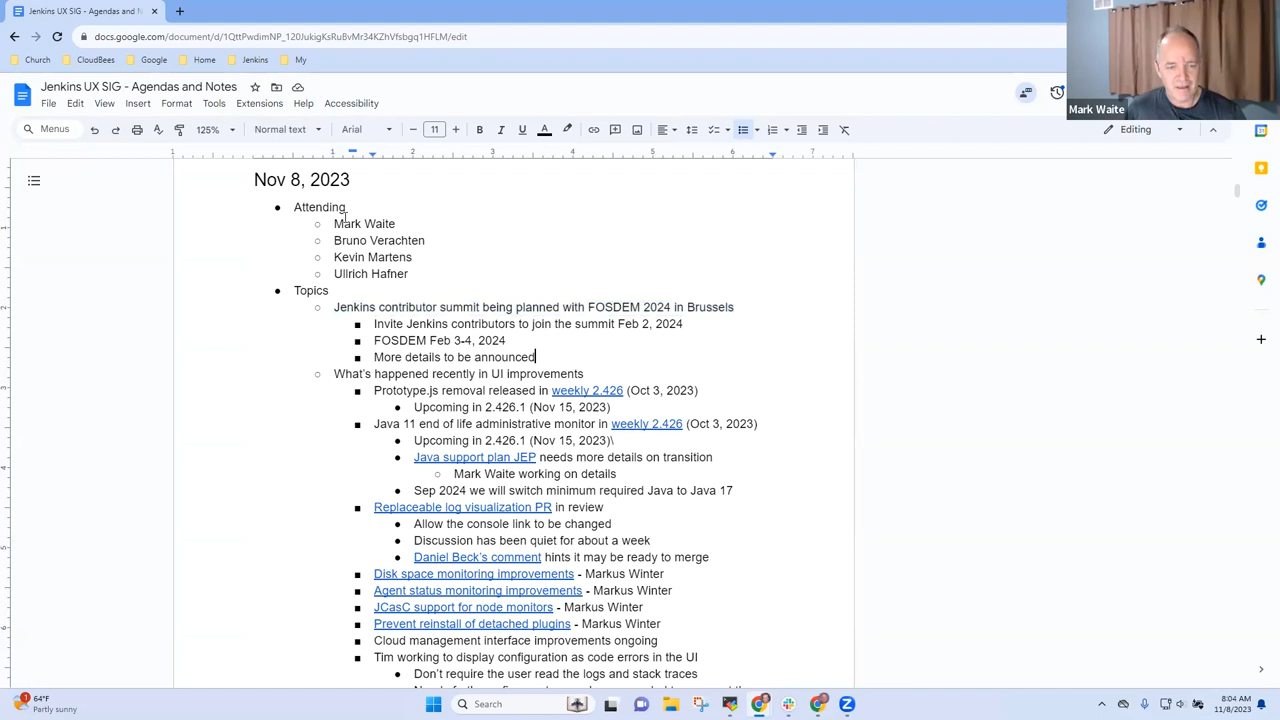 Jenkins UX SIG - Agendas and N
docs.google.com/document/d/1QttPwdimNP_120JukigKsRuBvMr34KZhVfsbgq1HFLM/edit
Church
CloudBees
Google
Home
Jenkins
My
Jenkins UX SIG - Agendas and Notes
File Edit View Insert Format Tools Extensions Accessibility
Menus
125%
Normal text
Arial
11
Editing
Mark Waite
1 1 2 3 4 5 6 7
Nov 8, 2023
Attending
Mark Waite
Bruno Verachten
Kevin Martens
Ullrich Hafner
Topics
Jenkins contributor summit being planned with FOSDEM 2024 in Brussels
Invite Jenkins contributors to join the summit Feb 2, 2024
FOSDEM Feb 3-4, 2024
More details to be announced
What's happened recently in UI improvements
Prototype.js removal released in weekly 2.426 (Oct 3, 2023)
Upcoming in 2.426.1 (Nov 15, 2023)
Java 11 end of life administrative monitor in weekly 2.426 (Oct 3, 2023)
Upcoming in 2.426.1 (Nov 15, 2023)\
Java support plan JEP needs more details on transition
Mark Waite working on details
Sep 2024 we will switch minimum required Java to Java 17
Replaceable log visualization PR in review
Allow the console link to be changed
Discussion has been quiet for about a week
Daniel Beck's comment hints it may be ready to merge
Disk space monitoring improvements - Markus Winter
Agent status monitoring improvements - Markus Winter
JCasC support for node monitors - Markus Winter
Prevent reinstall of detached plugins - Markus Winter
Cloud management interface improvements ongoing
Tim working to display configuration as code errors in the UI
Don't require the user read the logs and stack traces
64°F
Partly sunny
Search
8:04 AM
11/8/2023